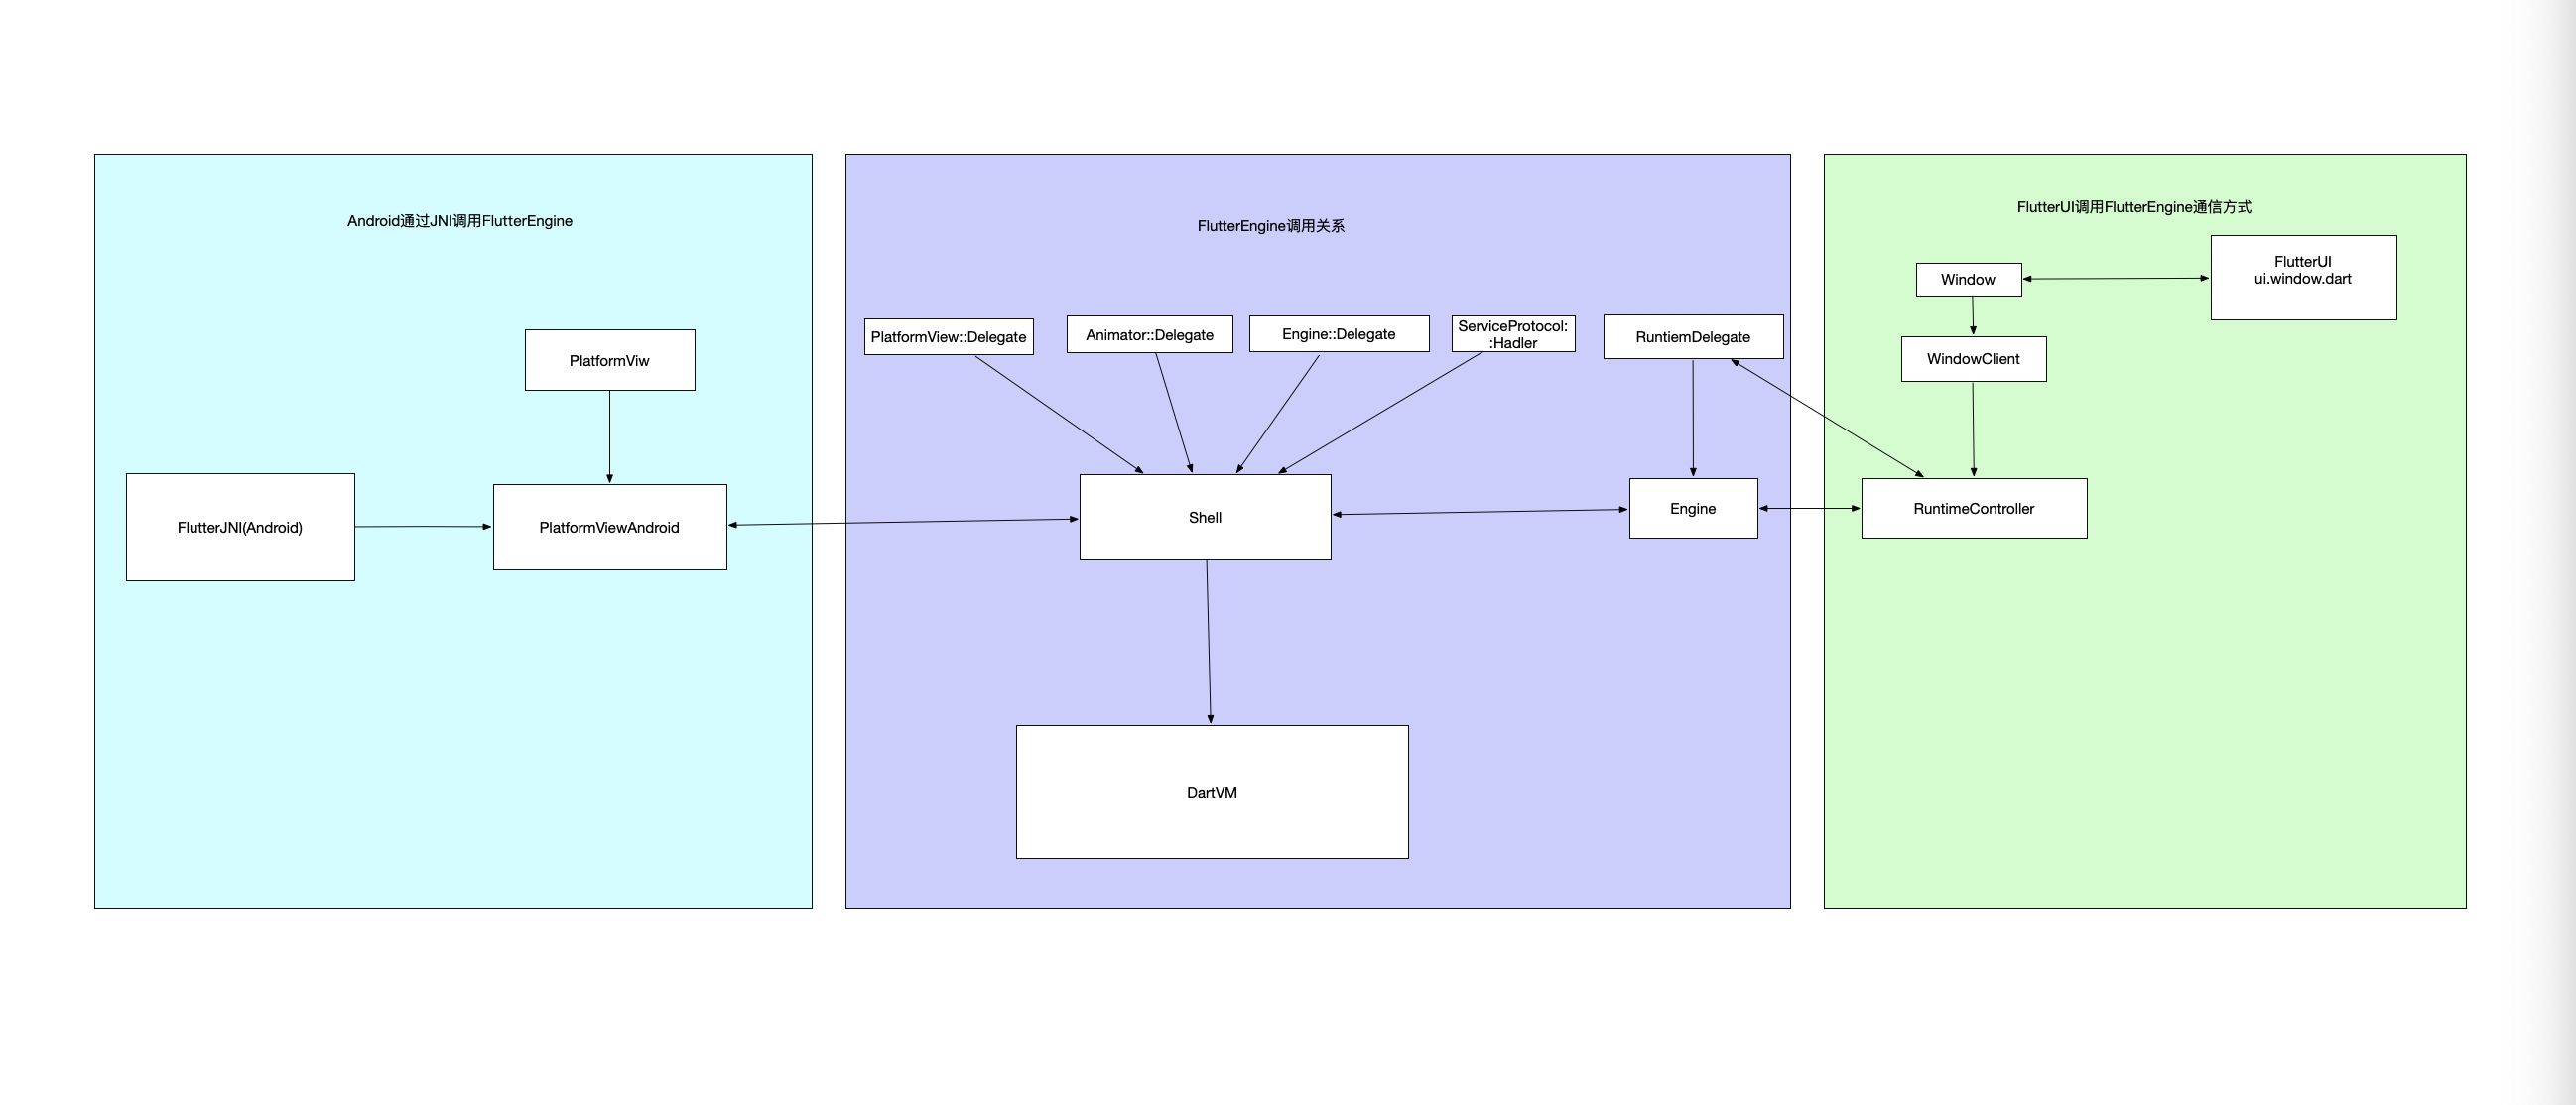 Android通过JNI调用FlutterEngine
PlatformViw
FlutterJNI(Android)
PlatformViewAndroid
FlutterEngine调用关系
PlatformView::Delegate
Animator::Delegate
Engine::Delegate
ServiceProtocol:
:Hadler
RuntiemDelegate
Shell
Engine
DartVM
FlutterUI调用FlutterEngine通信方式
Window
FlutterUI
ui.window.dart
WindowClient
RuntimeController